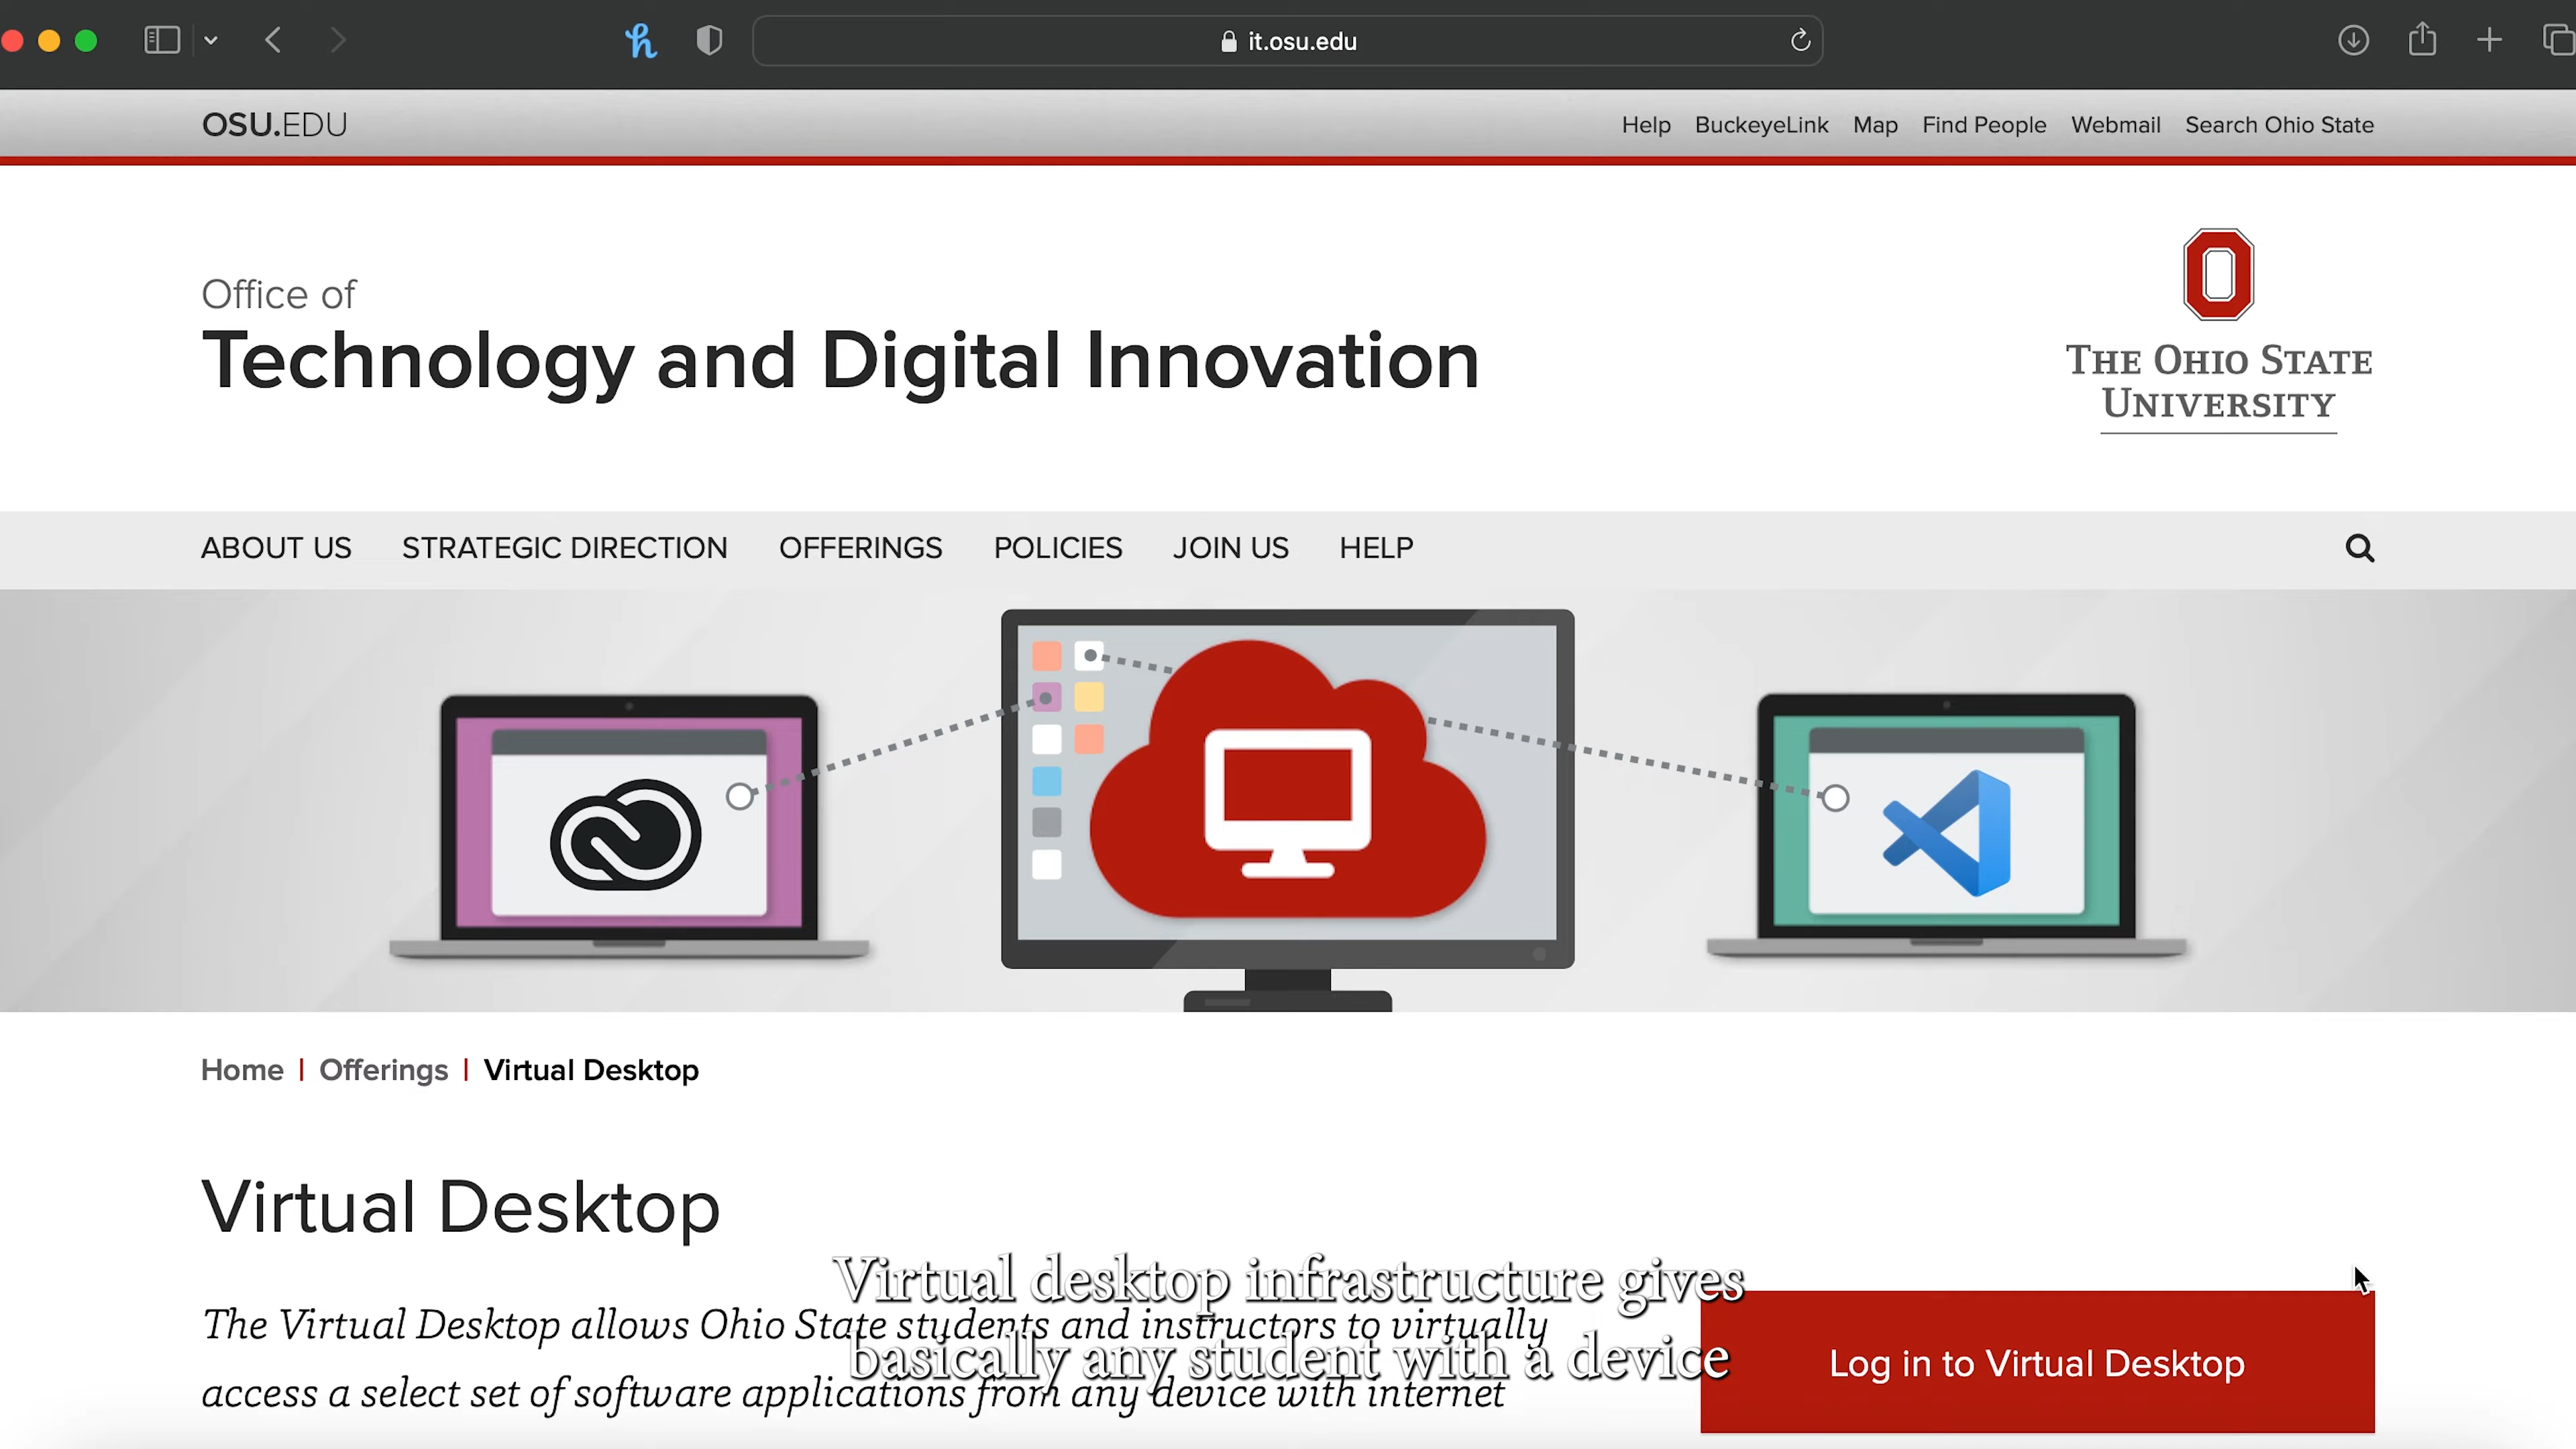 it.osu.edu
OSU.EDU
Help BuckeyeLink Map Find People Webmail Search Ohio State
Office of
Technology and Digital Innovation
O
THE OHIO STATE
UNIVERSITY
ABOUT US STRATEGIC DIRECTION OFFERINGS POLICIES JOIN US HELP
Home | Offerings | Virtual Desktop
Virtual Desktop
The Virtual Desktop allows Ohio State students and instructors to virtually
access a select set of software applications from any device with internet
Log in to Virtual Desktop
Virtual desktop infrastructure gives
basically any student with a device